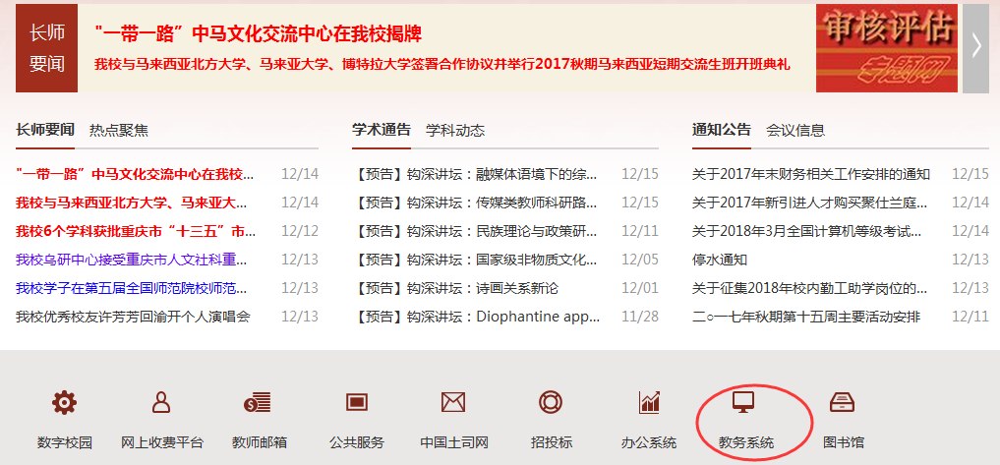 长师
要闻
"一带一路”中马文化交流中心在我校揭牌
我校与马来西亚北方大学、马来亚大学、博特拉大学签署合作协议并举行2017秋期马来西亚短期交流生班开班典礼
审核评估
专题网
长师要闻 热点聚焦
"一带一路”中马文化交流中心在我校... 12/14
我校与马来西亚北方大学、马来亚大... 12/14
我校6个学科获批重庆市“十三五”市... 12/12
我校乌研中心接受重庆市人文社科重... 12/13
我校学子在第五届全国师范院校师范... 12/13
我校优秀校友许芳芳回渝开个人演唱会 12/13
学术通告 学科动态
【预告】钩深讲坛：融媒体语境下的综... 12/15
【预告】钩深讲坛：传媒类教师科研路... 12/15
【预告】钩深讲坛：民族理论与政策研... 12/11
【预告】钩深讲坛：国家级非物质文化... 12/05
【预告】钩深讲坛：诗画关系新论 12/01
【预告】钩深讲坛：Diophantine app... 11/28
通知公告 会议信息
关于2017年末财务相关工作安排的通知 12/15
关于2017年新引进人才购买聚仕兰庭... 12/14
关于2018年3月全国计算机等级考试... 12/14
停水通知 12/13
关于征集2018年校内勤工助学岗位的... 12/13
二○一七年秋期第十五周主要活动安排 12/11
数字校园
网上收费平台
教师邮箱
公共服务
中国土司网
招投标
办公系统
教务系统
图书馆